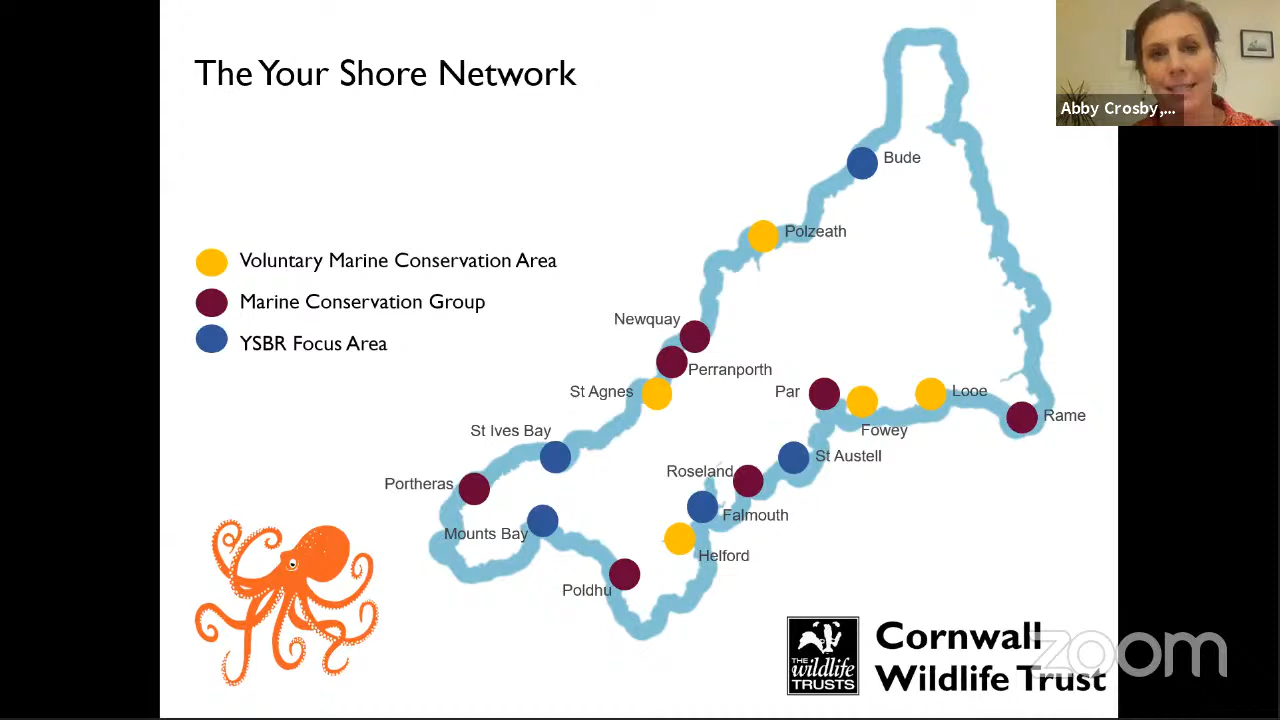 The Your Shore Network
Abby Crosby,...
Bude
Polzeath
Voluntary Marine Conservation Area
Marine Conservation Group
YSBR Focus Area
Newquay
Perranporth
St Agnes
Par
Looe
Rame
Fowey
St Ives Bay
St Austell
Roseland
Portheras
Falmouth
Mounts Bay
Helford
Poldhu
THE
wildlife
TRUSTS
Cornwall
Wildlife Trust
zoom